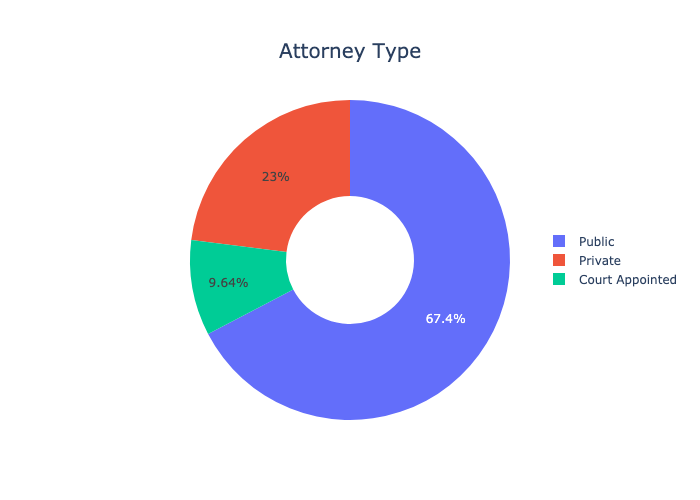 Attorney Type
23%
9.64%
67.4%
Public
Private
Court Appointed